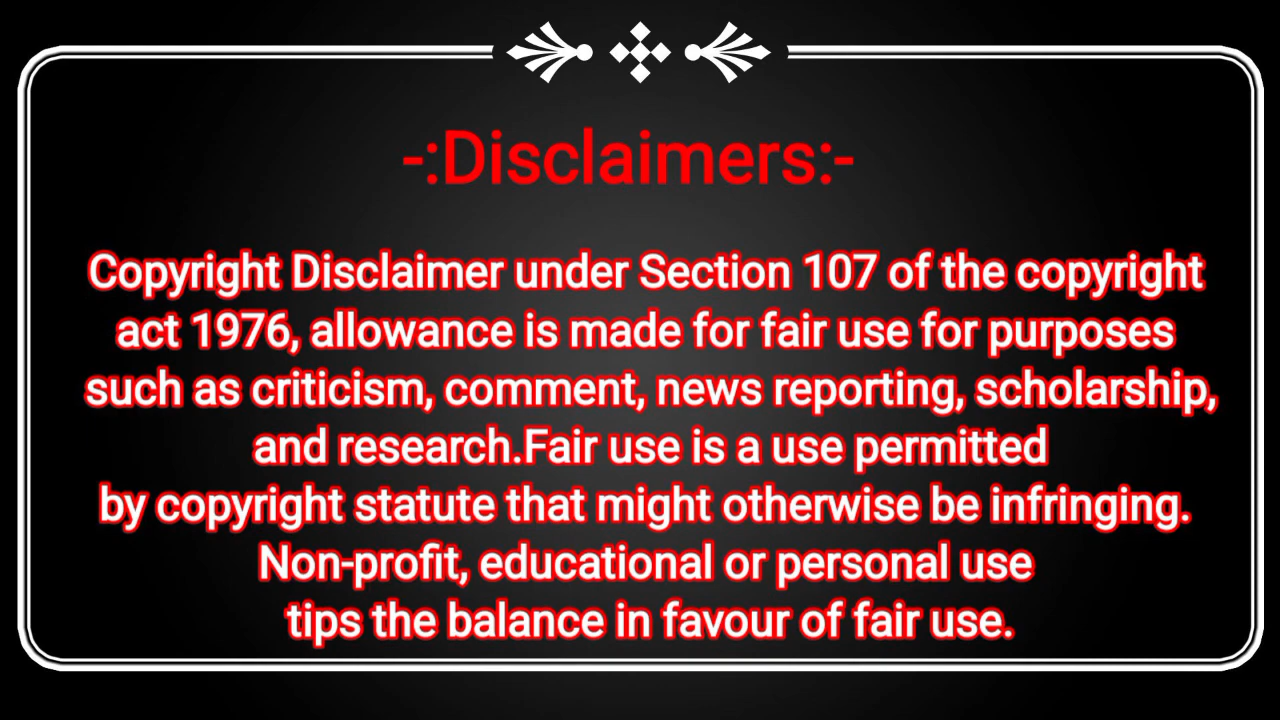 -:Disclaimers:-
Copyright Disclaimer under Section 107 of the copyright
act 1976, allowance is made for fair use for purposes
such as criticism, comment, news reporting, scholarship,
and research.Fair use is a use permitted
by copyright statute that might otherwise be infringing.
Non-profit, educational or personal use
tips the balance in favour of fair use.